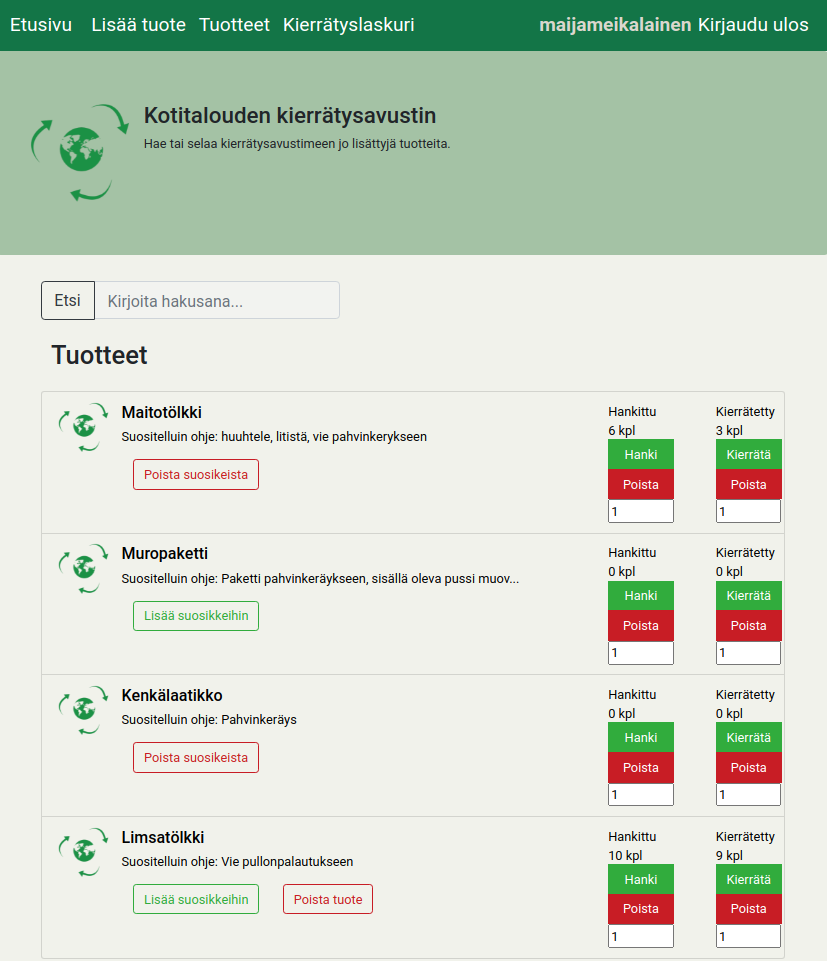 Etusivu Lisää tuote Tuotteet Kierrätyslaskuri maijameikalainen Kirjaudu ulos
Kotitalouden kierrätysavustin
Hae tai selaa kierrätysavustimeen jo lisättyjä tuotteita.
Etsi Kirjoita hakusana...
Tuotteet
Maitotölkki Hankittu Kierrätetty
6 kpl 3 kpl
Suositelluin ohje: huuhtele, litistä, vie pahvinkerykseen
Hanki Kierrätä
Poista suosikeista
Poista Poista
1 1
Muropaketti Hankittu Kierrätetty
0 kpl 0 kpl
Suositelluin ohje: Paketti pahvinkeräykseen, sisällä oleva pussi muov...
Hanki Kierrätä
Lisää suosikkeihin
Poista Poista
1 1
Kenkälaatikko Hankittu Kierrätetty
0 kpl 0 kpl
Suositelluin ohje: Pahvinkeräys
Hanki Kierrätä
Poista suosikeista
Poista Poista
1 1
Limsatölkki Hankittu Kierrätetty
10 kpl 9 kpl
Suositelluin ohje: Vie pullonpalautukseen
Hanki Kierrätä
Lisää suosikkeihin Poista tuote
Poista Poista
1 1